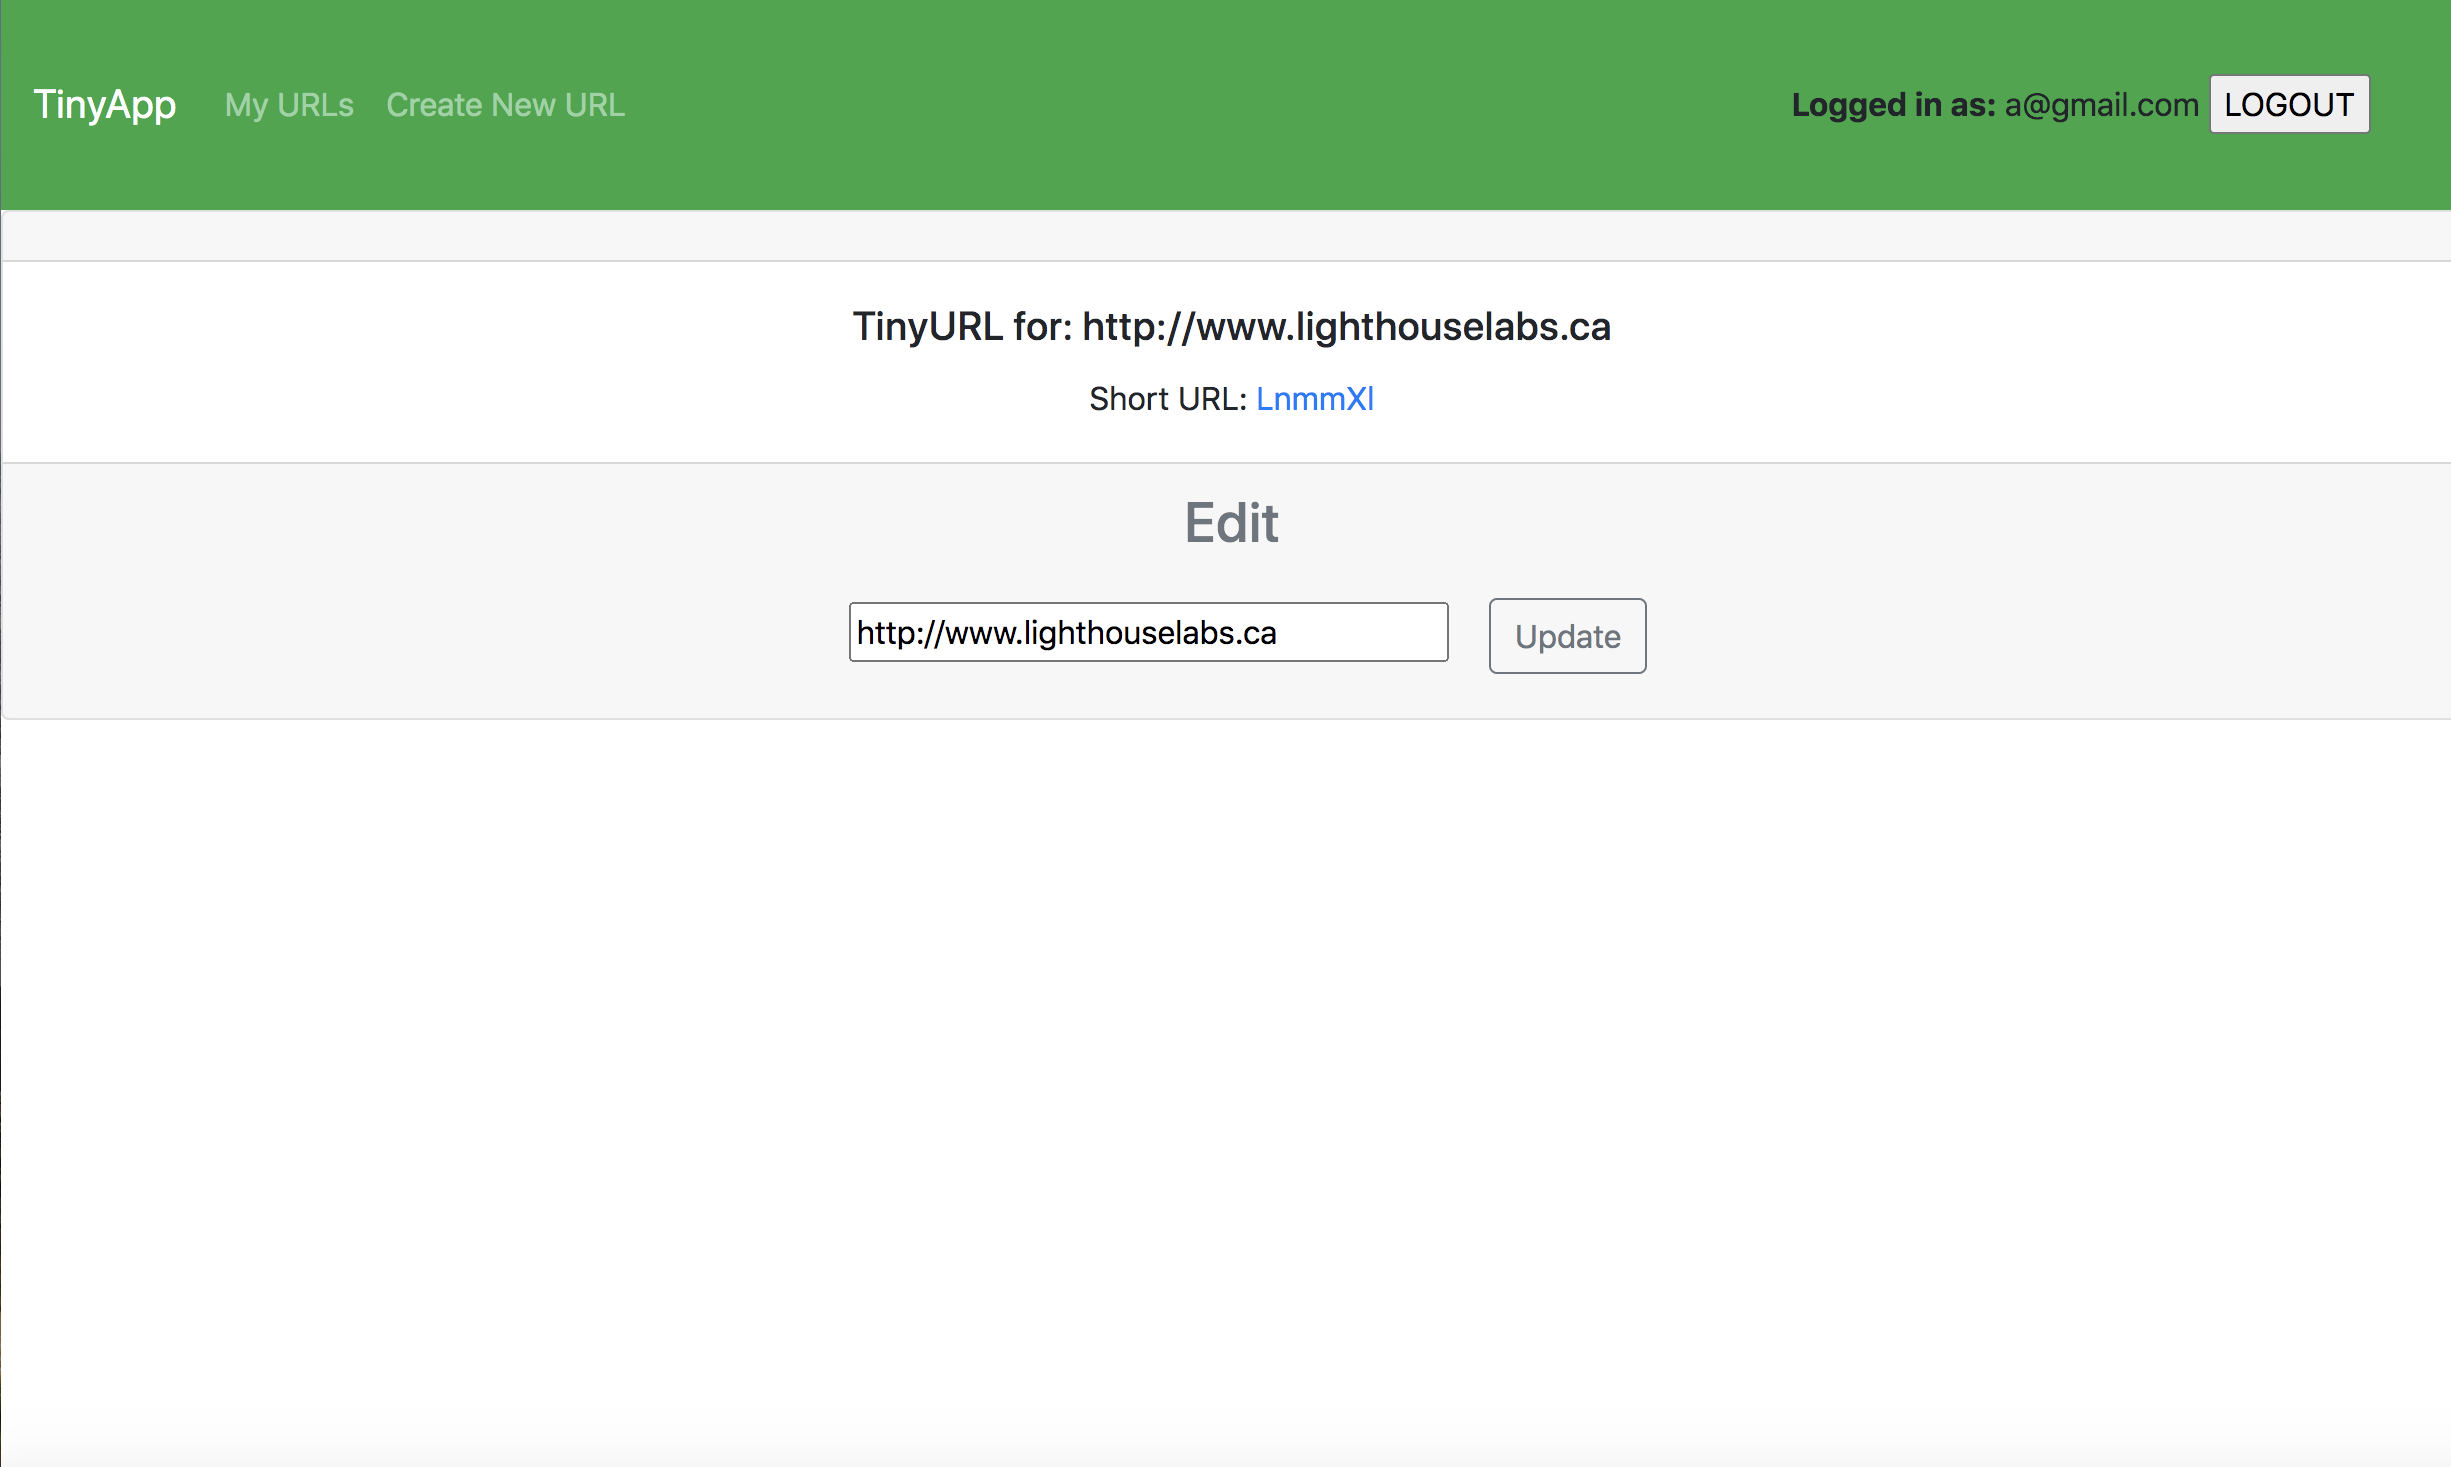 TinyApp My URLs Create New URL Logged in as: a@gmail.com LOGOUT
TinyURL for: http://www.lighthouselabs.ca
Short URL: LnmmXl
Edit
http://www.lighthouselabs.ca Update